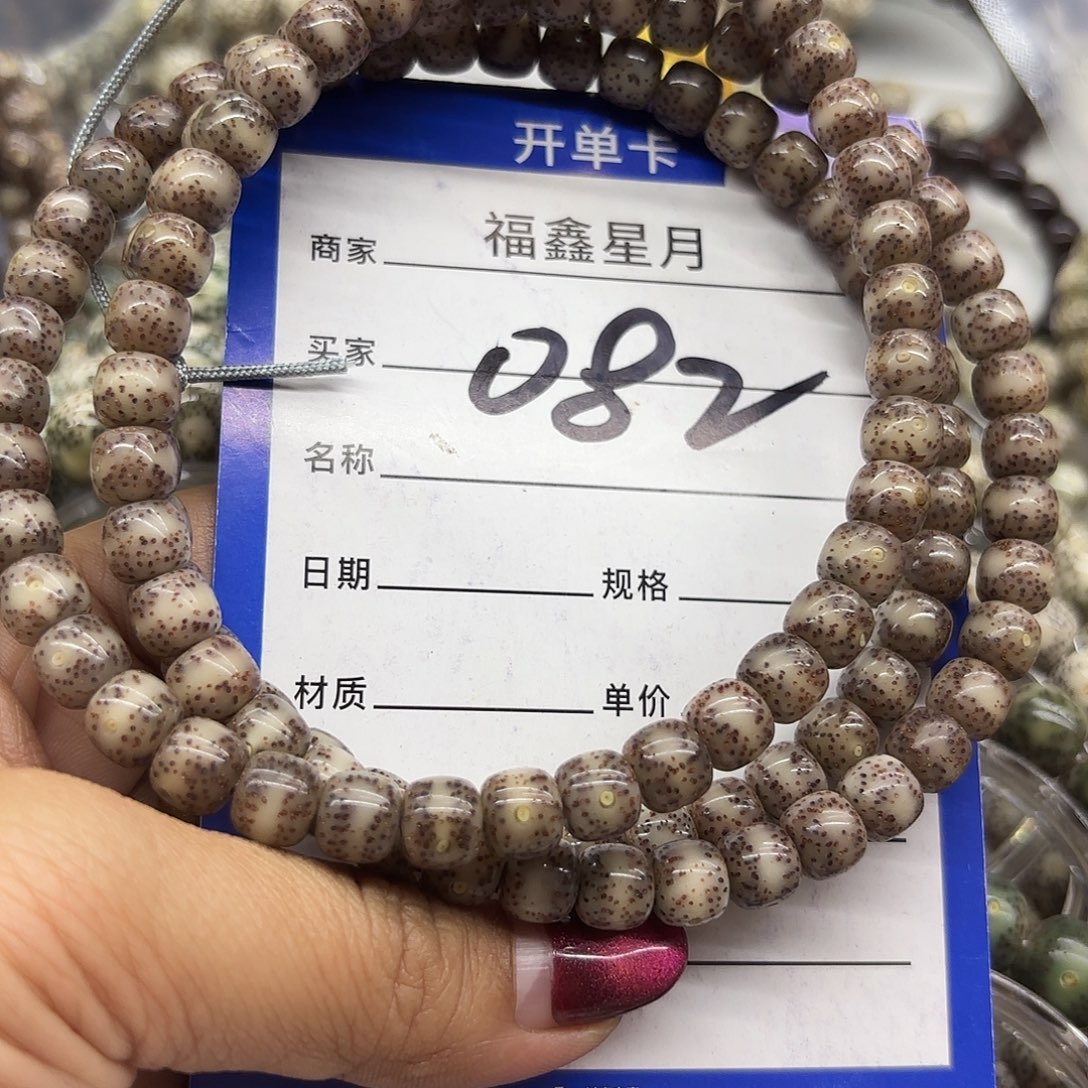 开单卡
商家 福鑫星月
买家 082
名称
日期 规格
材质 单价